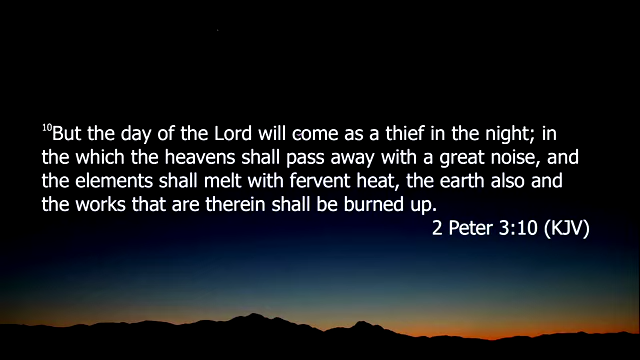 10But the day of the Lord will come as a thief in the night; in
the which the heavens shall pass away with a great noise, and
the elements shall melt with fervent heat, the earth also and
the works that are therein shall be burned up.
2 Peter 3:10 (KJV)